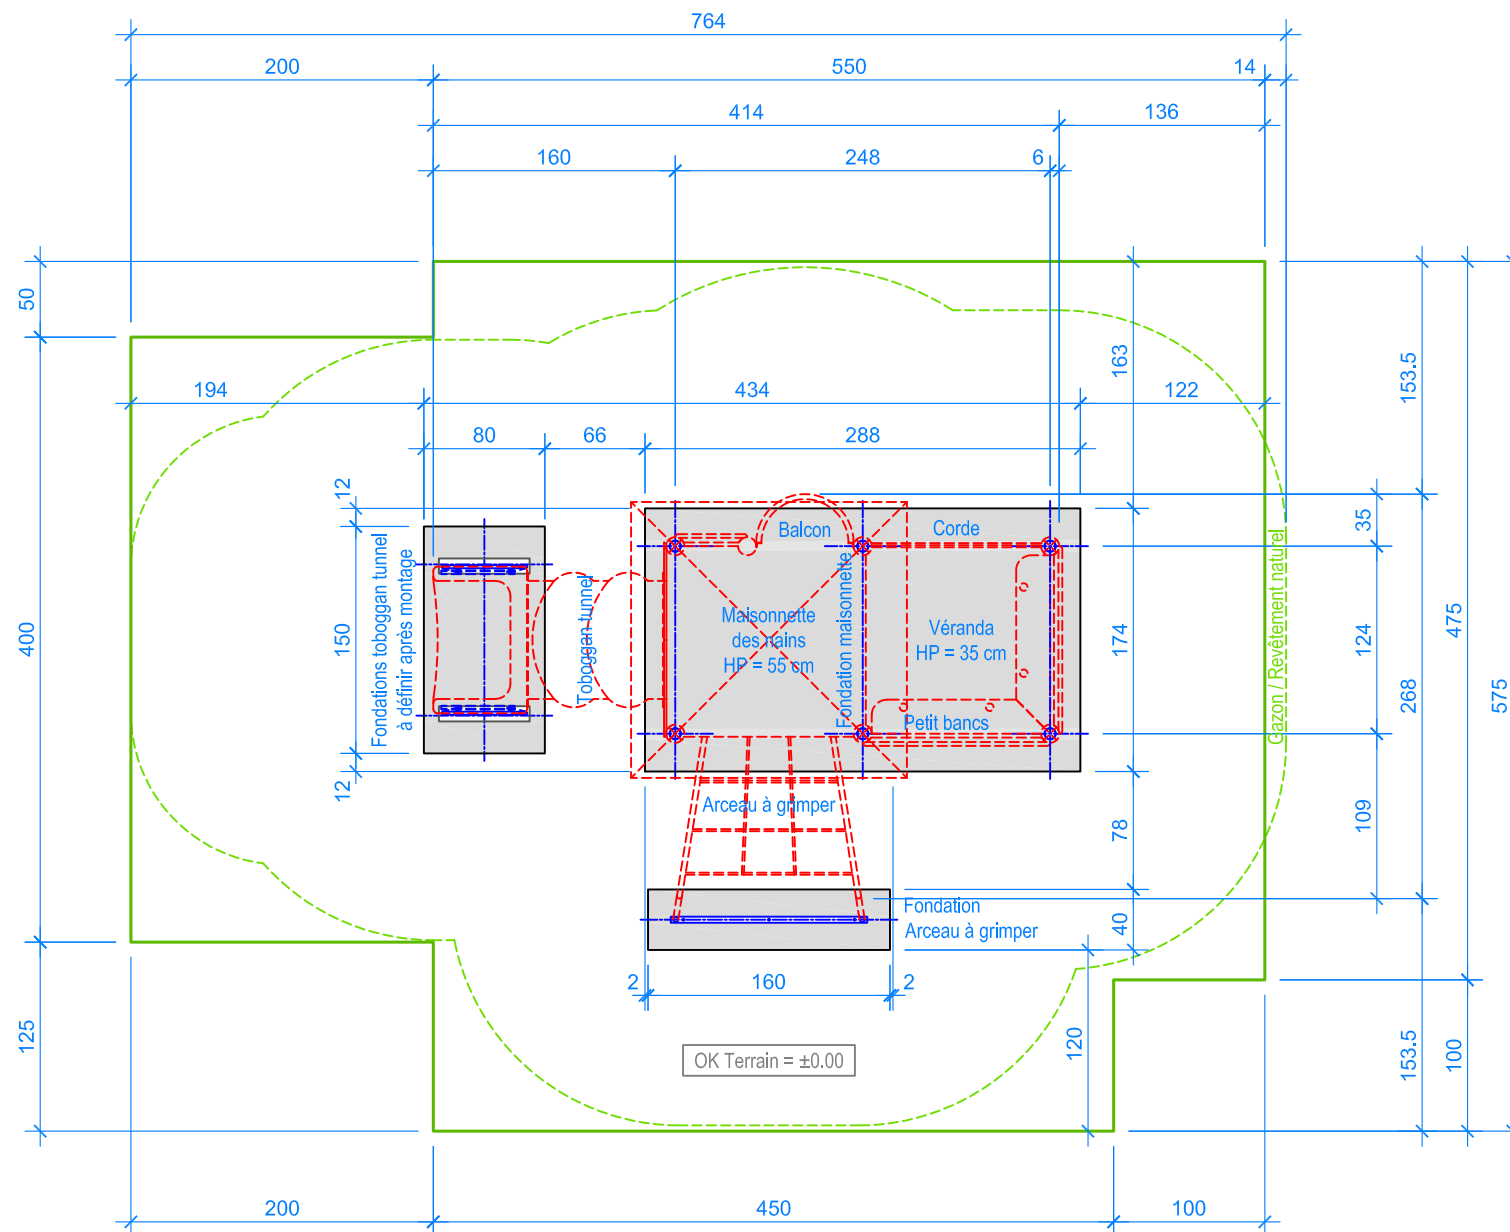 764
200
550
14
414
136
160
248
6
50
163
153.5
194
434
122
80
66
288
12
35
Balcon
Corde
Fondations toboggan tunnel
à définir après montage
150
Toboggan tunnel
Maisonnette
des nains
HP = 55 cm
Fondation maisonnette
Véranda
HP = 35 cm
Gazon / Revêtement naturel
400
174
124
268
475
575
Petit bancs
12
Arceau à grimper
78
109
Fondation
Arceau à grimper
40
2
160
2
125
120
153.5
100
OK Terrain = ±0.00
200
450
100